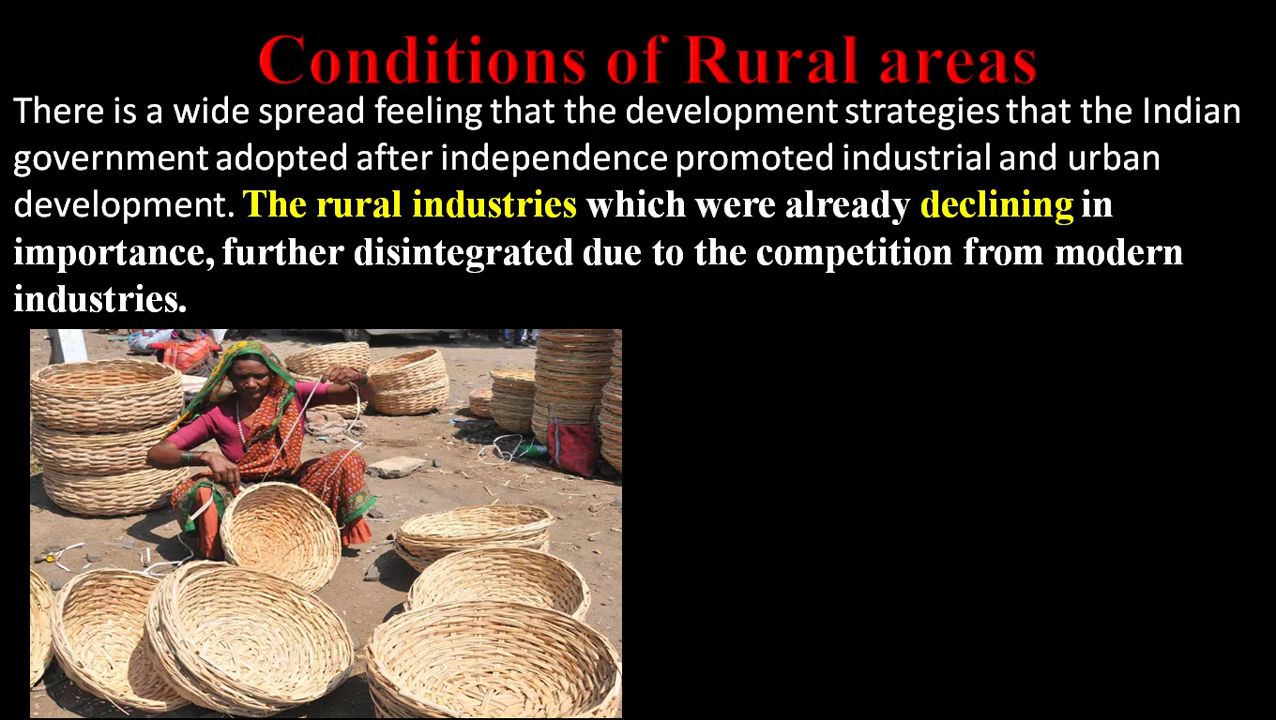 Conditions of Rural areas
There is a wide spread feeling that the development strategies that the Indian
government adopted after independence promoted industrial and urban
development. The rural industries which were already declining in
importance, further disintegrated due to the competition from modern
industries.